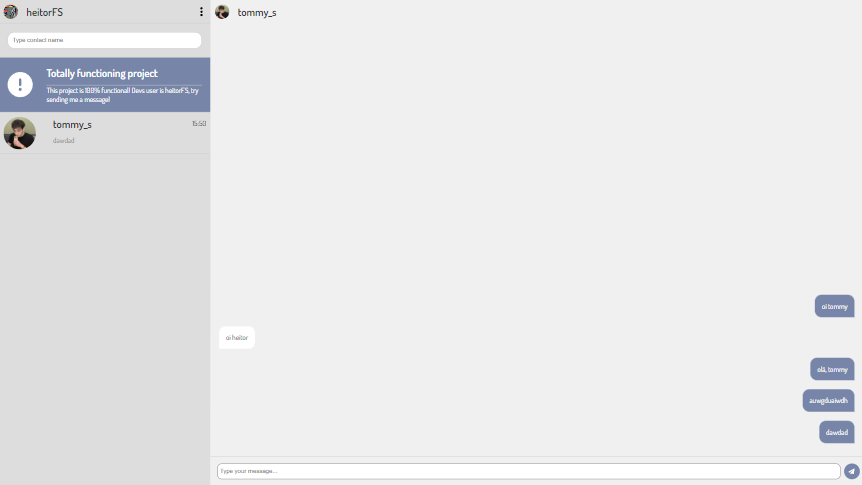 heitorFS
Type contact name
Totally functioning project
This project is 100% functional! Devs user is heitorFS, try
sending me a message!
tommy_s
15:50
dawdad
tommy_s
oi tommy
oi heitor
olá, tommy
auwgduaiwdh
dawdad
Type your message...